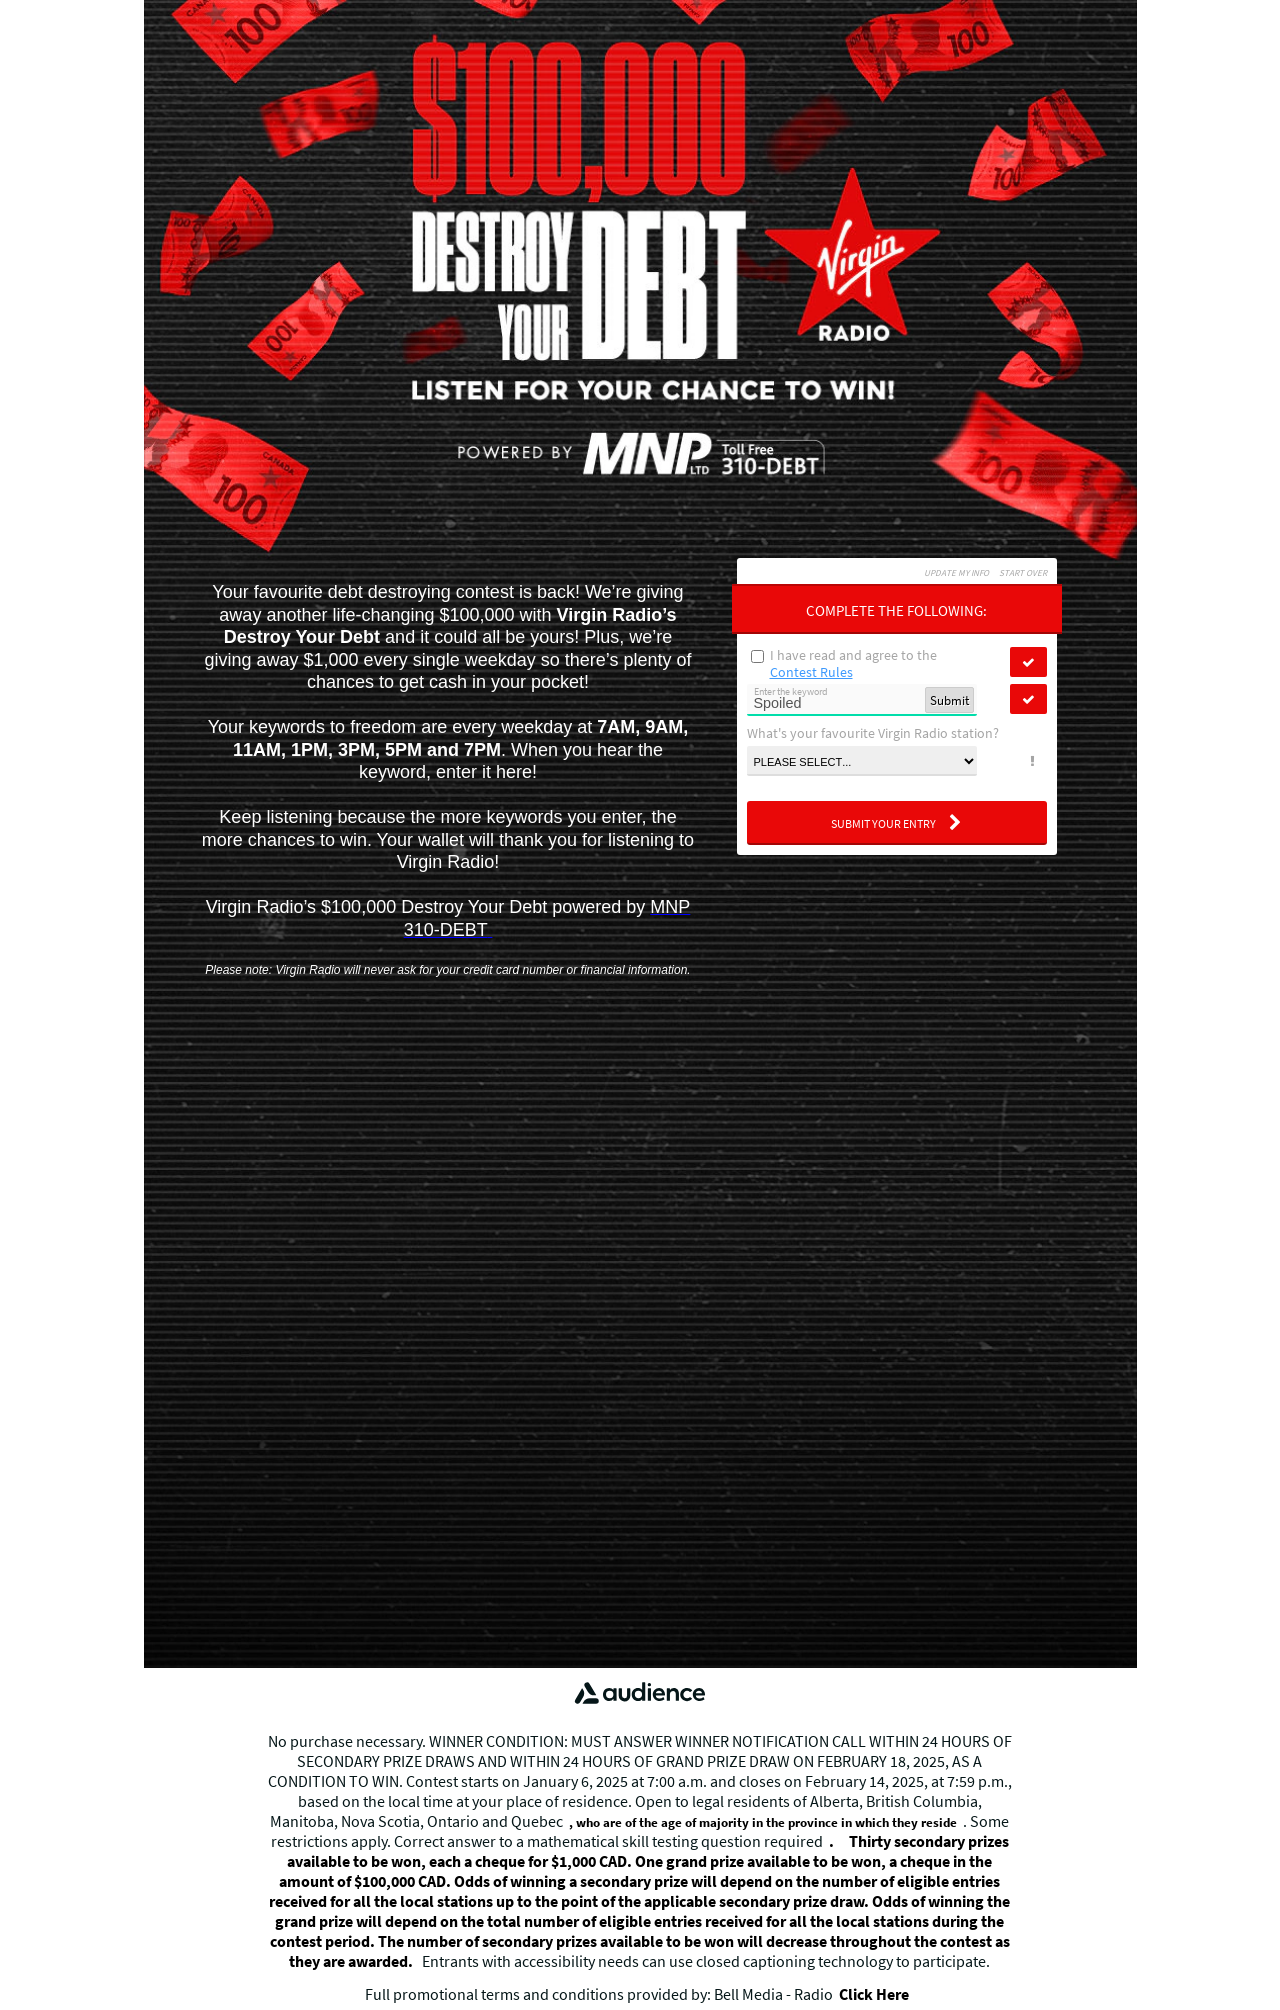 $100,000
DESTROY
YOUR
DEBT
Virgin
RADIO
LISTEN FOR YOUR CHANCE TO WIN!
POWERED BY MNP LTD Toll Free 310-DEBT
100
100
100
100
100
100
100
100
CANADA
CANADA
UPDATE MY INFO START OVER
COMPLETE THE FOLLOWING:
I have read and agree to the
Contest Rules
Enter the keyword
Spoiled
Submit
What's your favourite Virgin Radio station?
PLEASE SELECT...
SUBMIT YOUR ENTRY
Your favourite debt destroying contest is back! We’re giving
away another life-changing $100,000 with Virgin Radio’s
Destroy Your Debt and it could all be yours! Plus, we’re
giving away $1,000 every single weekday so there’s plenty of
chances to get cash in your pocket!
Your keywords to freedom are every weekday at 7AM, 9AM,
11AM, 1PM, 3PM, 5PM and 7PM. When you hear the
keyword, enter it here!
Keep listening because the more keywords you enter, the
more chances to win. Your wallet will thank you for listening to
Virgin Radio!
Virgin Radio’s $100,000 Destroy Your Debt powered by MNP
310-DEBT
Please note: Virgin Radio will never ask for your credit card number or financial information.
audience
No purchase necessary. WINNER CONDITION: MUST ANSWER WINNER NOTIFICATION CALL WITHIN 24 HOURS OF
SECONDARY PRIZE DRAWS AND WITHIN 24 HOURS OF GRAND PRIZE DRAW ON FEBRUARY 18, 2025, AS A
CONDITION TO WIN. Contest starts on January 6, 2025 at 7:00 a.m. and closes on February 14, 2025, at 7:59 p.m.,
based on the local time at your place of residence. Open to legal residents of Alberta, British Columbia,
Manitoba, Nova Scotia, Ontario and Quebec , who are of the age of majority in the province in which they reside . Some
restrictions apply. Correct answer to a mathematical skill testing question required . Thirty secondary prizes
available to be won, each a cheque for $1,000 CAD. One grand prize available to be won, a cheque in the
amount of $100,000 CAD. Odds of winning a secondary prize will depend on the number of eligible entries
received for all the local stations up to the point of the applicable secondary prize draw. Odds of winning the
grand prize will depend on the total number of eligible entries received for all the local stations during the
contest period. The number of secondary prizes available to be won will decrease throughout the contest as
they are awarded. Entrants with accessibility needs can use closed captioning technology to participate.
Full promotional terms and conditions provided by: Bell Media - Radio Click Here